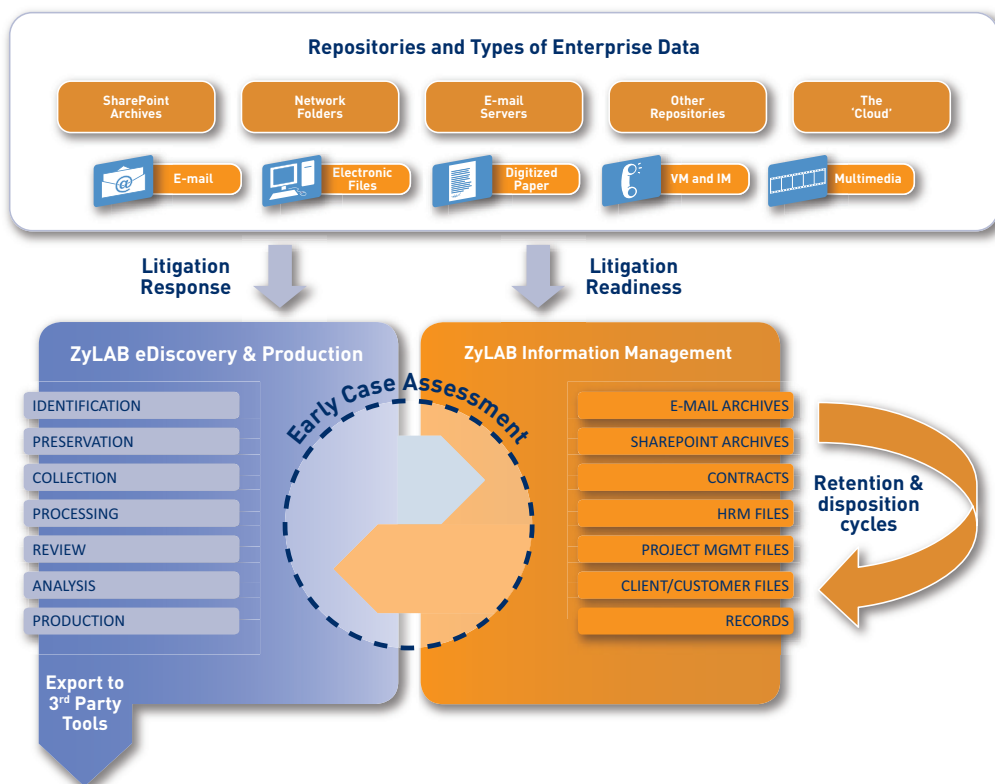 Repositories and Types of Enterprise Data
SharePoint
Archives
Network
Folders
E-mail
Servers
Other
Repositories
The
'Cloud'
@
E-mail
Electronic
Files
Digitized
Paper
VM and IM
Multimedia
Litigation
Response
Litigation
Readiness
ZyLAB eDiscovery & Production
ZyLAB Information Management
Early Case Assessment
IDENTIFICATION
PRESERVATION
COLLECTION
PROCESSING
REVIEW
ANALYSIS
PRODUCTION
E-MAIL ARCHIVES
SHAREPOINT ARCHIVES
CONTRACTS
HRM FILES
PROJECT MGMT FILES
CLIENT/CUSTOMER FILES
RECORDS
Retention &
disposition
cycles
Export to
3rd Party
Tools